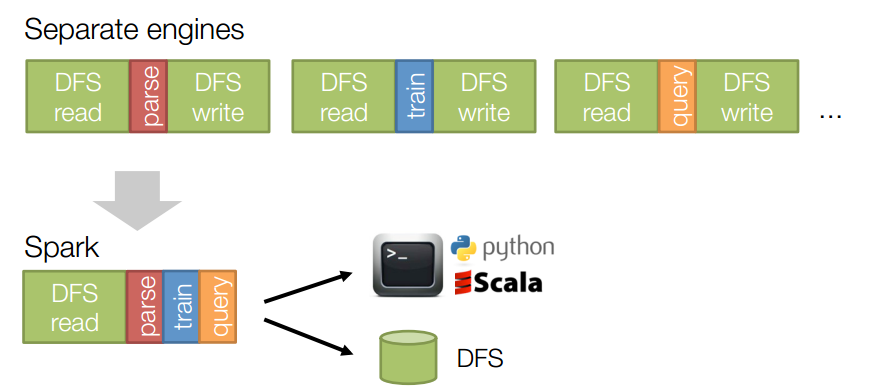 Separate engines
DFS read
parse
DFS write
DFS read
train
DFS write
DFS read
query
DFS write
...
Spark
DFS read
parse
train
query
>_
python
Scala
DFS